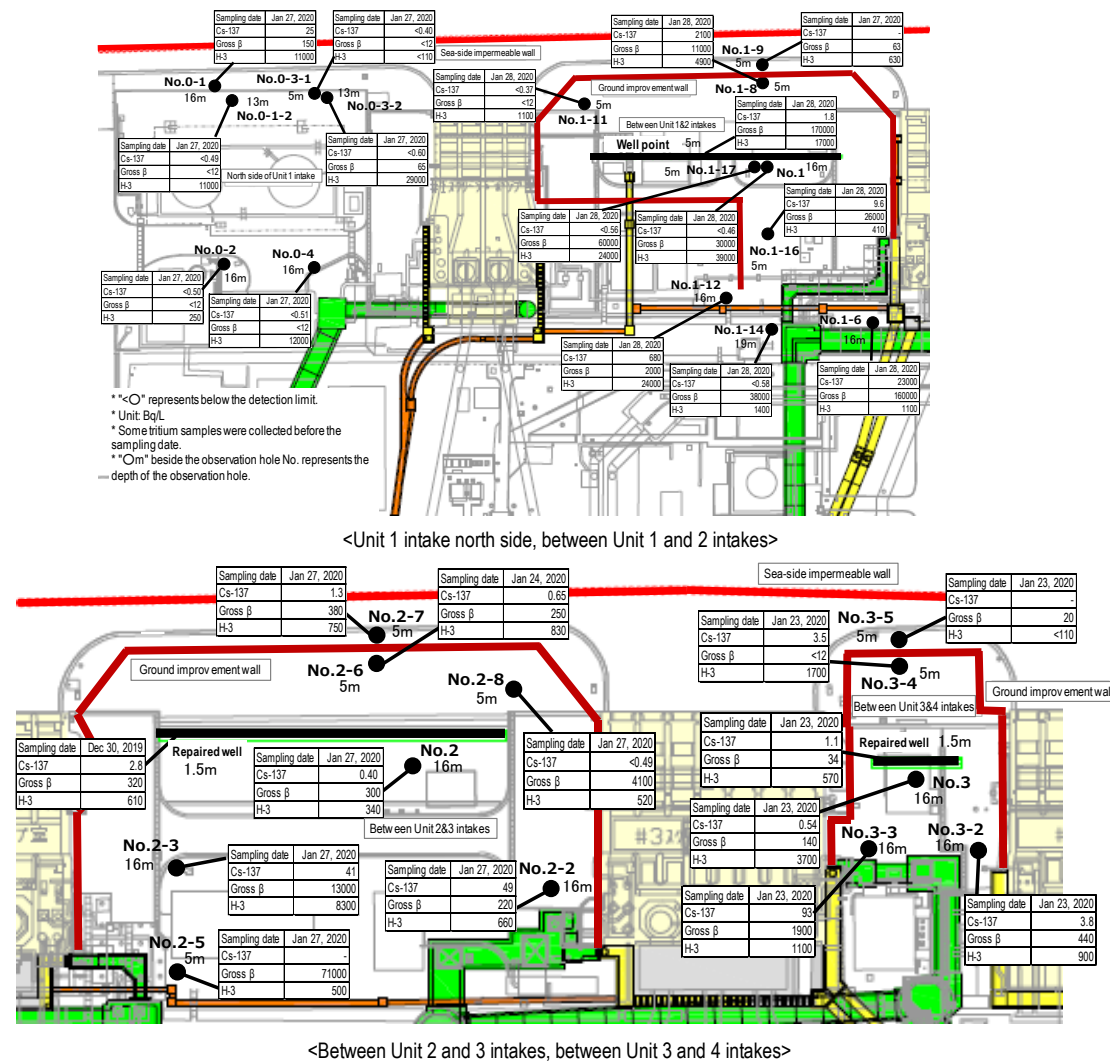 Sampling date Jan 27, 2020
Cs-137 25
Gross β 150
H-3 11000
Sampling date Jan 27, 2020
Cs-137 <0.40
Gross β <12
H-3 <110
Sea-side impermeable wall
Sampling date Jan 28, 2020
Cs-137 2100
Gross β 11000
H-3 4900
Sampling date Jan 27, 2020
Cs-137 -
Gross β 63
H-3 630
No.1-9
5m
No.1-8
5m
No.0-1
16m
No.0-1-2
13m
No.0-3-1
5m
No.0-3-2
13m
Sampling date Jan 28, 2020
Cs-137 <0.37
Gross β <12
H-3 1100
No.1-11
5m
Ground improvement wall
Between Unit 1&2 intakes
Well point
5m
Sampling date Jan 28, 2020
Cs-137 1.8
Gross β 170000
H-3 17000
Sampling date Jan 27, 2020
Cs-137 <0.49
Gross β <12
H-3 11000
North side of Unit 1 intake
Sampling date Jan 27, 2020
Cs-137 <0.60
Gross β 65
H-3 29000
5m
No.1-17
No.1
16m
Sampling date Jan 28, 2020
Cs-137 9.6
Gross β 26000
H-3 410
No.1-16
5m
Sampling date Jan 28, 2020
Cs-137 <0.56
Gross β 60000
H-3 24000
Sampling date Jan 28, 2020
Cs-137 <0.46
Gross β 30000
H-3 39000
No.0-2
16m
No.0-4
16m
Sampling date Jan 27, 2020
Cs-137 <0.50
Gross β <12
H-3 250
Sampling date Jan 27, 2020
Cs-137 <0.51
Gross β <12
H-3 12000
No.1-12
16m
No.1-14
19m
No.1-6
16m
Sampling date Jan 28, 2020
Cs-137 680
Gross β 2000
H-3 24000
Sampling date Jan 28, 2020
Cs-137 <0.58
Gross β 38000
H-3 1400
Sampling date Jan 28, 2020
Cs-137 23000
Gross β 160000
H-3 1100
* "<O" represents below the detection limit.
* Unit: Bq/L
* Some tritium samples were collected before the
sampling date.
* "Om" beside the observation hole No. represents the
depth of the observation hole.
<Unit 1 intake north side, between Unit 1 and 2 intakes>
Sampling date Jan 27, 2020
Cs-137 1.3
Gross β 380
H-3 750
Sampling date Jan 24, 2020
Cs-137 0.65
Gross β 250
H-3 830
Sea-side impermeable wall
Sampling date Jan 23, 2020
Cs-137 -
Gross β 20
H-3 <110
No.2-7
5m
No.2-6
5m
No.2-8
5m
Ground improvement wall
Sampling date Jan 23, 2020
Cs-137 3.5
Gross β <12
H-3 1700
No.3-5
5m
No.3-4
5m
Ground improvement wall
Between Unit 3&4 intakes
Sampling date Dec 30, 2019
Cs-137 2.8
Gross β 320
H-3 610
Repaired well
1.5m
Sampling date Jan 27, 2020
Cs-137 0.40
Gross β 300
H-3 340
No.2
16m
Sampling date Jan 27, 2020
Cs-137 <0.49
Gross β 4100
H-3 520
Sampling date Jan 23, 2020
Cs-137 1.1
Gross β 34
H-3 570
Repaired well 1.5m
No.3
16m
Between Unit 2&3 intakes
Sampling date Jan 23, 2020
Cs-137 0.54
Gross β 140
H-3 3700
No.2-3
16m
Sampling date Jan 27, 2020
Cs-137 41
Gross β 13000
H-3 8300
Sampling date Jan 27, 2020
Cs-137 49
Gross β 220
H-3 660
No.2-2
16m
No.3-3
16m
No.3-2
16m
Sampling date Jan 23, 2020
Cs-137 93
Gross β 1900
H-3 1100
Sampling date Jan 23, 2020
Cs-137 3.8
Gross β 440
H-3 900
No.2-5
5m
Sampling date Jan 27, 2020
Cs-137 -
Gross β 71000
H-3 500
<Between Unit 2 and 3 intakes, between Unit 3 and 4 intakes>